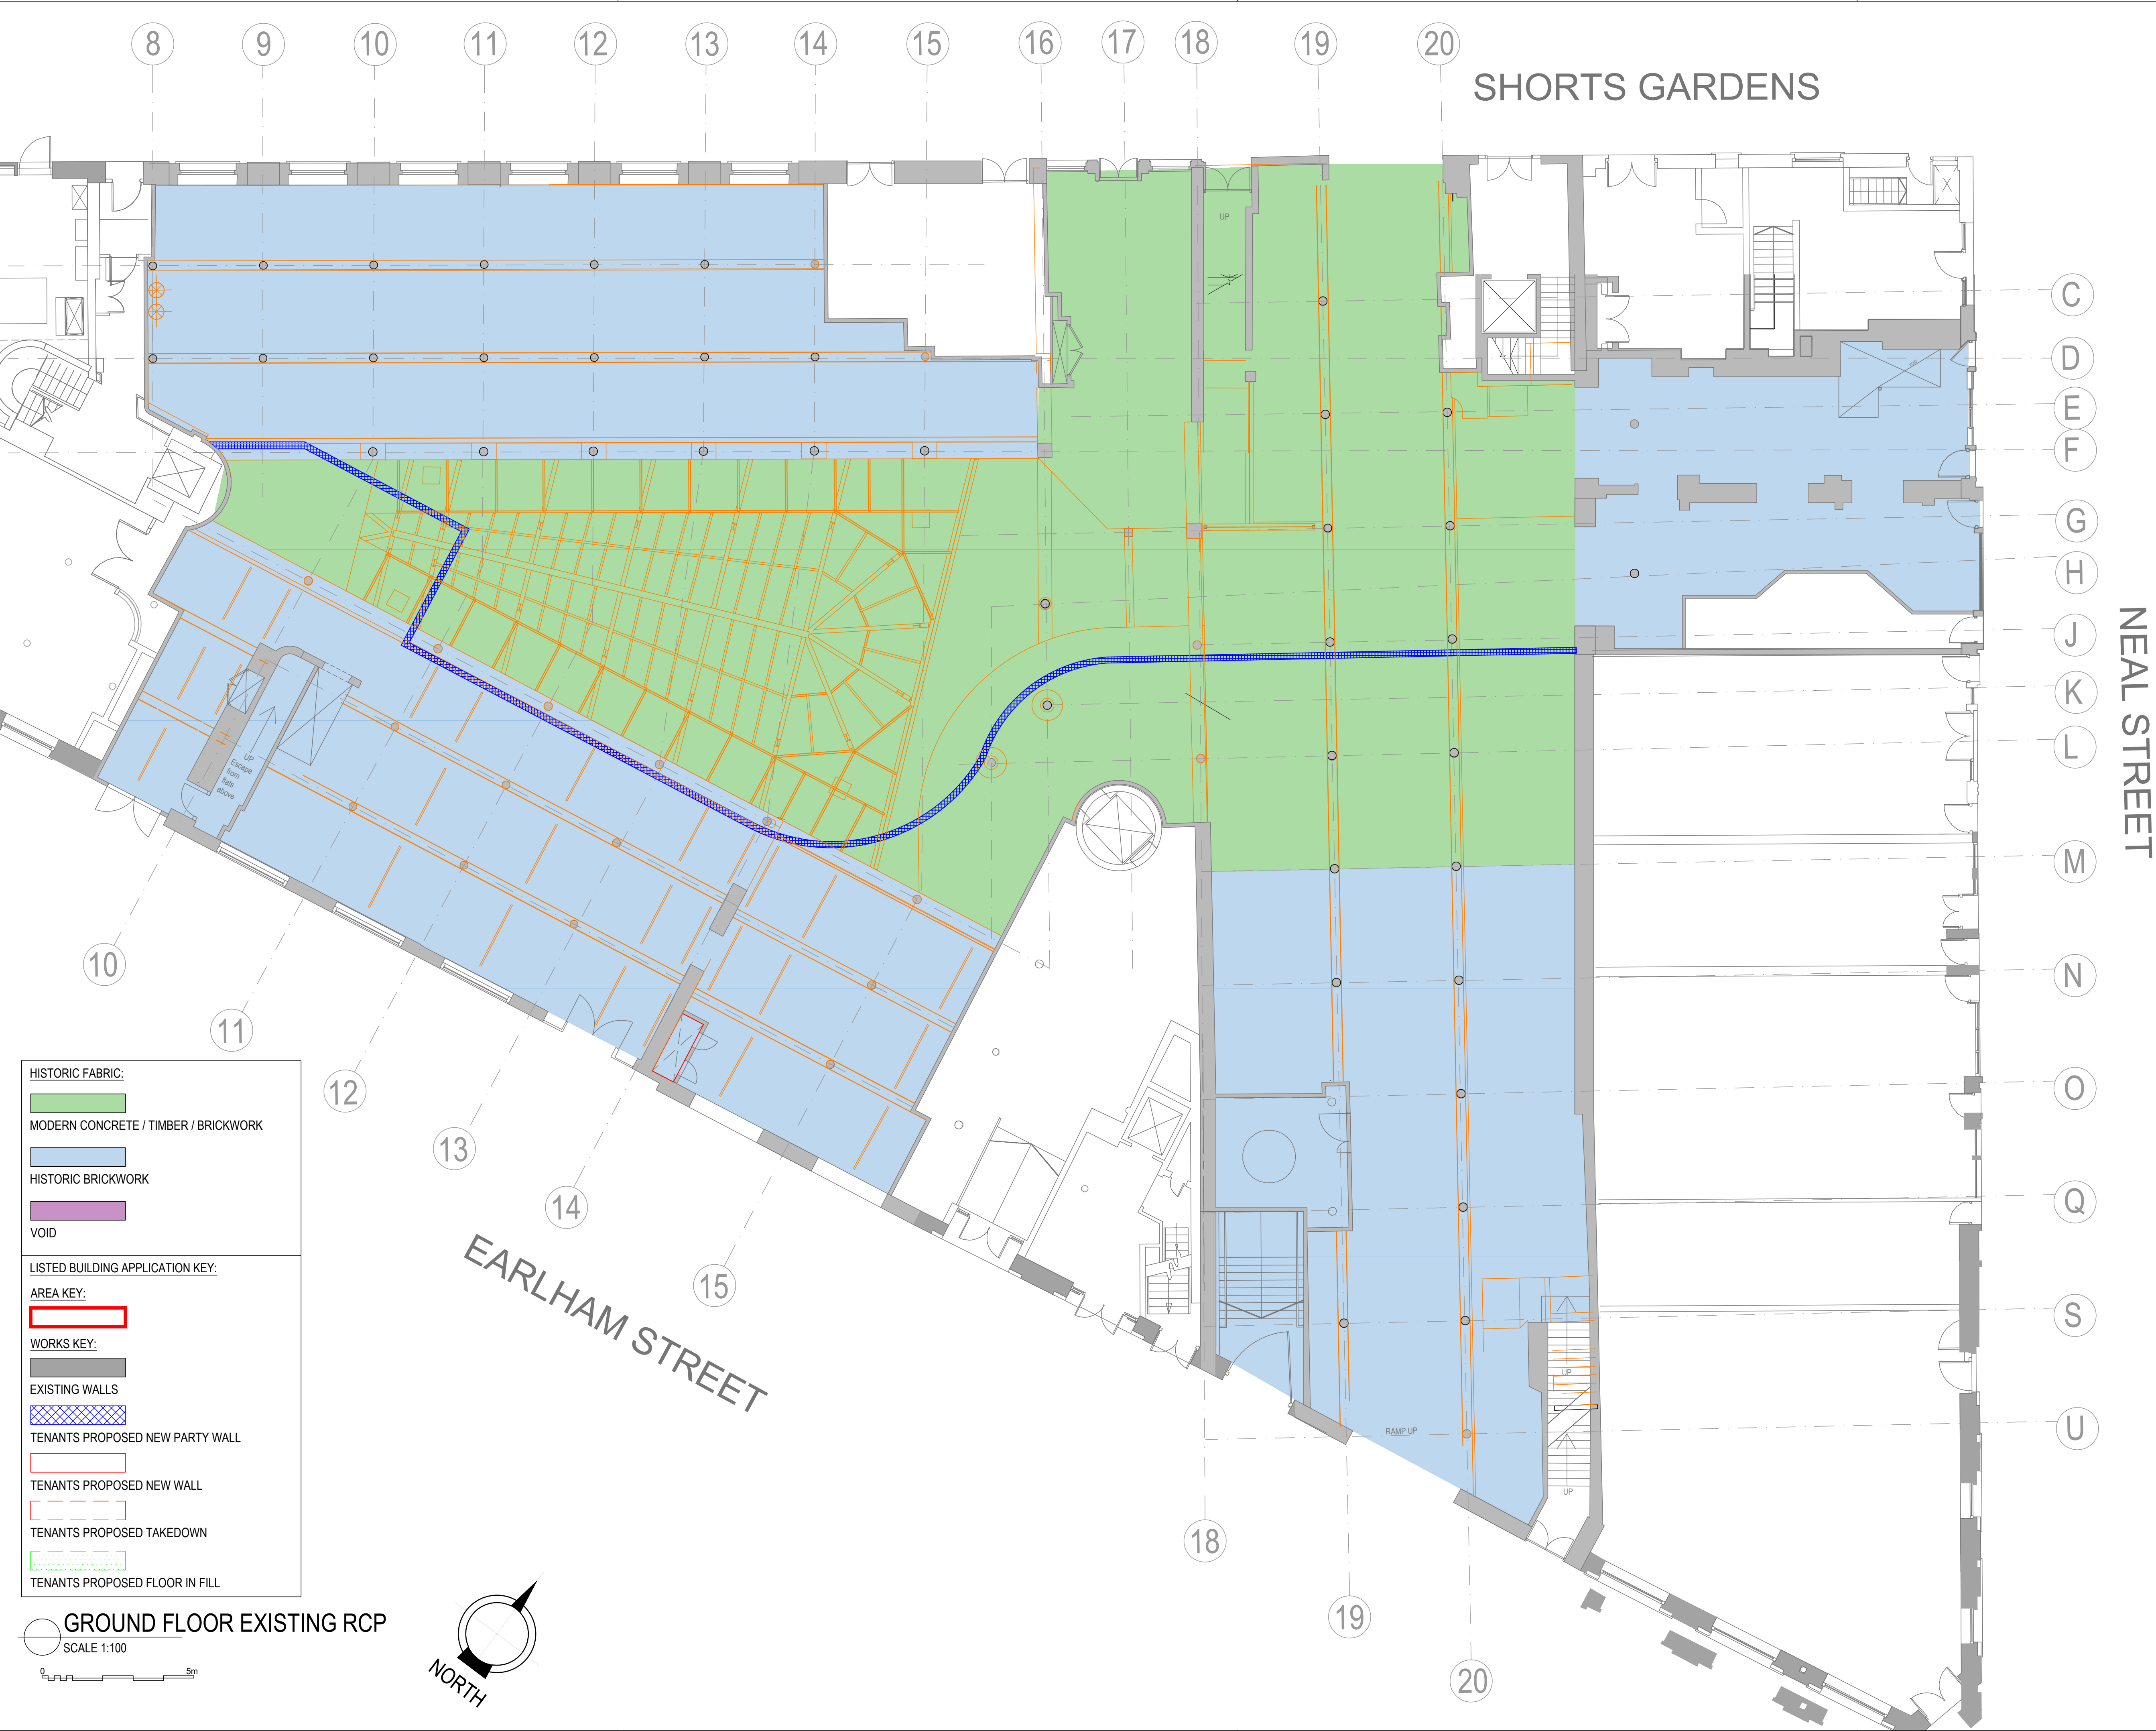 8 9 10 11 12 13 14 15 16 17 18 19 20
SHORTS GARDENS
UP
C
D
E
F
G
H
J
K
L
M
N
O
Q
S
U
NEAL STREET
UP
Escape
from
flats
above
10
11
12
13
14
15
18
19
20
EARLHAM STREET
RAMP UP
UP
UP
HISTORIC FABRIC:
MODERN CONCRETE / TIMBER / BRICKWORK
HISTORIC BRICKWORK
VOID
LISTED BUILDING APPLICATION KEY:
AREA KEY:
WORKS KEY:
EXISTING WALLS
TENANTS PROPOSED NEW PARTY WALL
TENANTS PROPOSED NEW WALL
TENANTS PROPOSED TAKEDOWN
TENANTS PROPOSED FLOOR IN FILL
GROUND FLOOR EXISTING RCP
SCALE 1:100
0 5m
NORTH